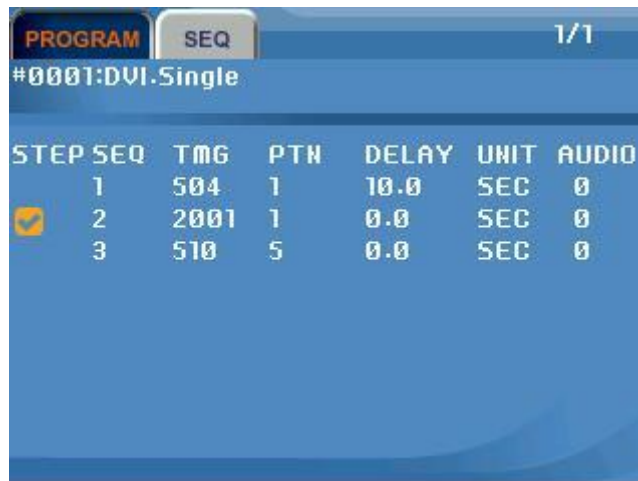 PROGRAM SEQ 1/1
#0001:DVI.Single
STEP SEQ TMG PTN DELAY UNIT AUDIO
1 504 1 10.0 SEC 0
2 2001 1 0.0 SEC 0
3 510 5 0.0 SEC 0